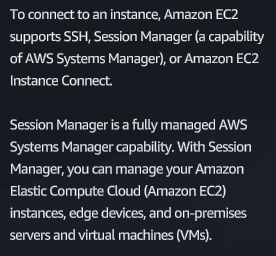 To connect to an instance, Amazon EC2
supports SSH, Session Manager (a capability
of AWS Systems Manager), or Amazon EC2
Instance Connect.
Session Manager is a fully managed AWS
Systems Manager capability. With Session
Manager, you can manage your Amazon
Elastic Compute Cloud (Amazon EC2)
instances, edge devices, and on-premises
servers and virtual machines (VMs).